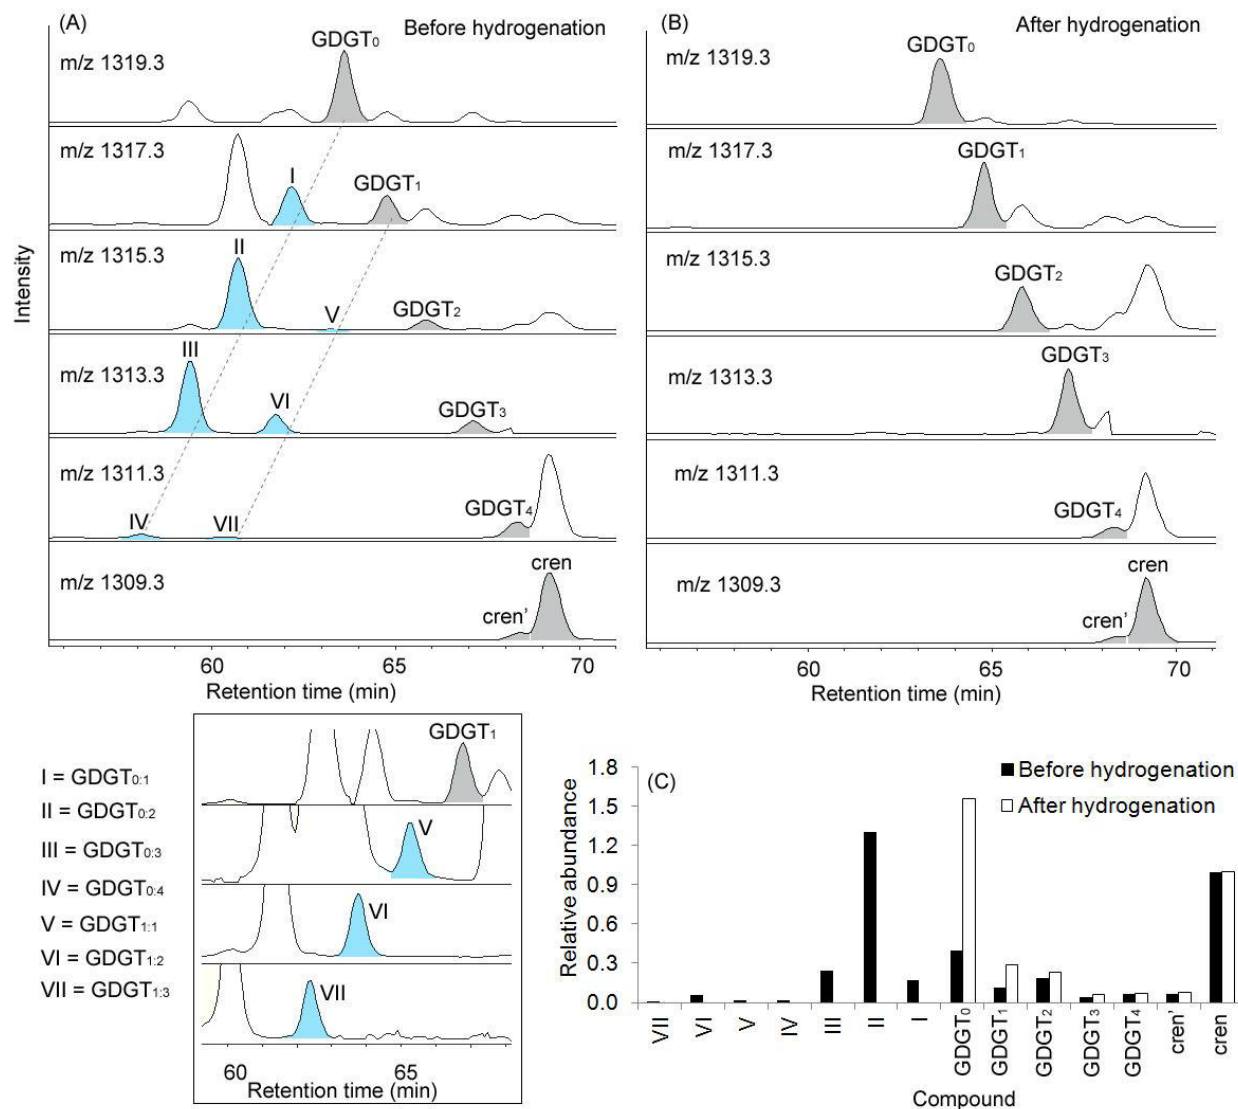 (A)
Before hydrogenation
GDGT0
m/z 1319.3
m/z 1317.3
I
GDGT1
m/z 1315.3
II
V
GDGT2
m/z 1313.3
III
VI
GDGT3
m/z 1311.3
IV
VII
GDGT4
m/z 1309.3
cren
cren’
Intensity
60 65 70
Retention time (min)
(B)
After hydrogenation
GDGT0
m/z 1319.3
m/z 1317.3
GDGT1
m/z 1315.3
GDGT2
m/z 1313.3
GDGT3
m/z 1311.3
GDGT4
m/z 1309.3
cren
cren’
60 65 70
Retention time (min)
I = GDGT0:1
II = GDGT0:2
III = GDGT0:3
IV = GDGT0:4
V = GDGT1:1
VI = GDGT1:2
VII = GDGT1:3
GDGT1
V
VI
VII
60 65
Retention time (min)
(C)
Before hydrogenation
After hydrogenation
Relative abundance
1.8
1.5
1.2
0.9
0.6
0.3
0.0
VII
VI
V
IV
III
II
I
GDGT0
GDGT1
GDGT2
GDGT3
GDGT4
cren’
cren
Compound